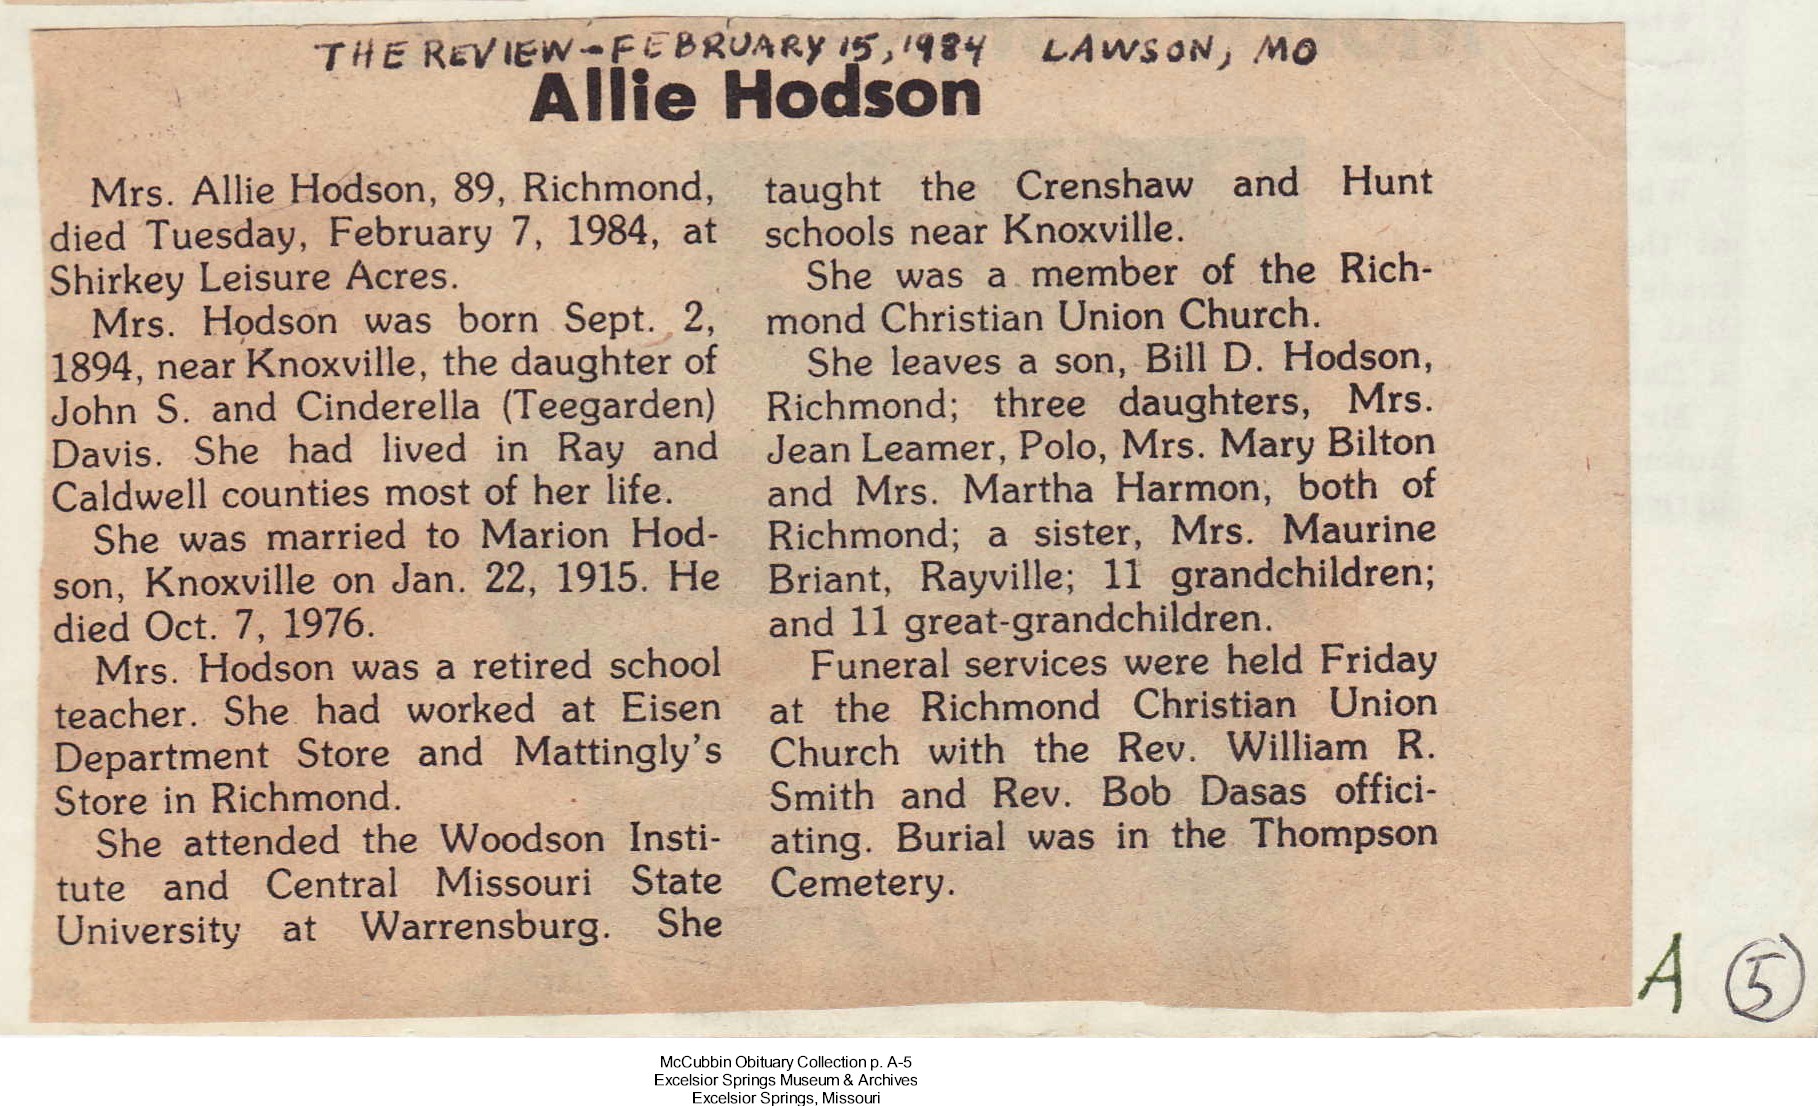 THE REVIEW - FEBRUARY 15, 1984 LAWSON, MO
Allie Hodson
Mrs. Allie Hodson, 89, Richmond,
died Tuesday, February 7, 1984, at
Shirkey Leisure Acres.
Mrs. Hodson was born Sept. 2,
1894, near Knoxville, the daughter of
John S. and Cinderella (Teegarden)
Davis. She had lived in Ray and
Caldwell counties most of her life.
She was married to Marion Hod-
son, Knoxville on Jan. 22, 1915. He
died Oct. 7, 1976.
Mrs. Hodson was a retired school
teacher. She had worked at Eisen
Department Store and Mattingly's
Store in Richmond.
She attended the Woodson Insti-
tute and Central Missouri State
University at Warrensburg. She
taught the Crenshaw and Hunt
schools near Knoxville.
She was a member of the Rich-
mond Christian Union Church.
She leaves a son, Bill D. Hodson,
Richmond; three daughters, Mrs.
Jean Leamer, Polo, Mrs. Mary Bilton
and Mrs. Martha Harmon, both of
Richmond; a sister, Mrs. Maurine
Briant, Rayville; 11 grandchildren;
and 11 great-grandchildren.
Funeral services were held Friday
at the Richmond Christian Union
Church with the Rev. William R.
Smith and Rev. Bob Dasas offici-
ating. Burial was in the Thompson
Cemetery.
A 5
McCubbin Obituary Collection p. A-5
Excelsior Springs Museum & Archives
Excelsior Springs, Missouri